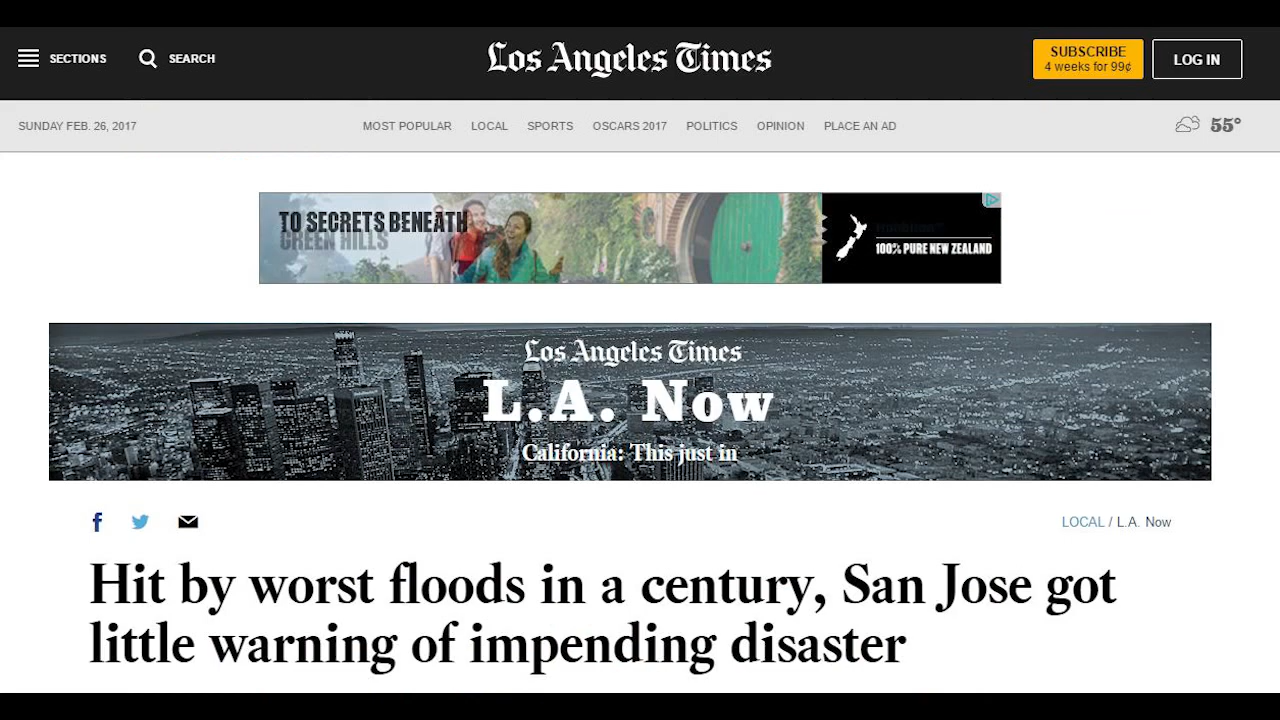 SECTIONS
SEARCH
Los Angeles Times
SUBSCRIBE
4 weeks for 99¢
LOG IN
SUNDAY FEB. 26, 2017
MOST POPULAR
LOCAL
SPORTS
OSCARS 2017
POLITICS
OPINION
PLACE AN AD
55°
TO SECRETS BENEATH
GREEN HILLS
100% PURE NEW ZEALAND
Los Angeles Times
L.A. Now
California: This just in
LOCAL / L.A. Now
Hit by worst floods in a century, San Jose got
little warning of impending disaster